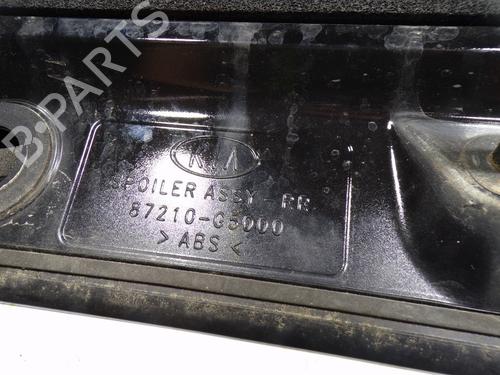 B-PARTS
KIA
SPOILER ASSY-RR
87210-G5000
> ABS <